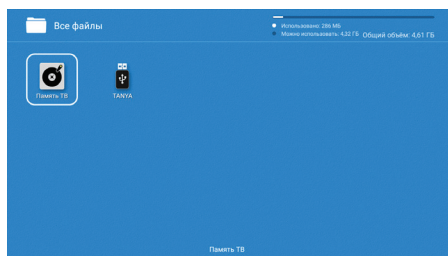 Все файлы
Использовано: 286 МБ
Можно использовать: 4,32 ГБ Общий объём: 4,61 ГБ
Память ТВ
TANYA
Память ТВ